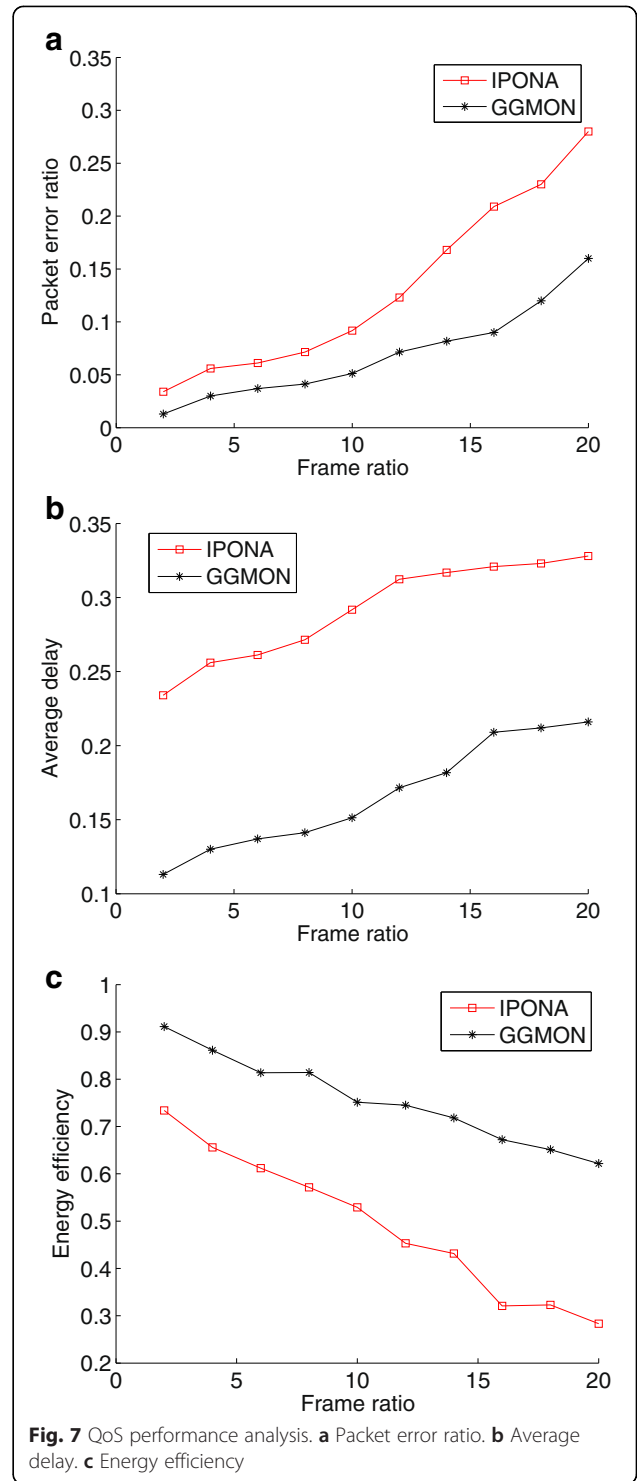 a
0.35
0.3
0.25
0.2
0.15
0.1
0.05
0
Packet error ratio
IPONA
GGMON
0 5 10 15 20
Frame ratio
b
0.35
0.3
0.25
0.2
0.15
0.1
Average delay
IPONA
GGMON
0 5 10 15 20
Frame ratio
c
1
0.9
0.8
0.7
0.6
0.5
0.4
0.3
0.2
Energy efficiency
IPONA
GGMON
0 5 10 15 20
Frame ratio
Fig. 7 QoS performance analysis. a Packet error ratio. b Average
delay. c Energy efficiency